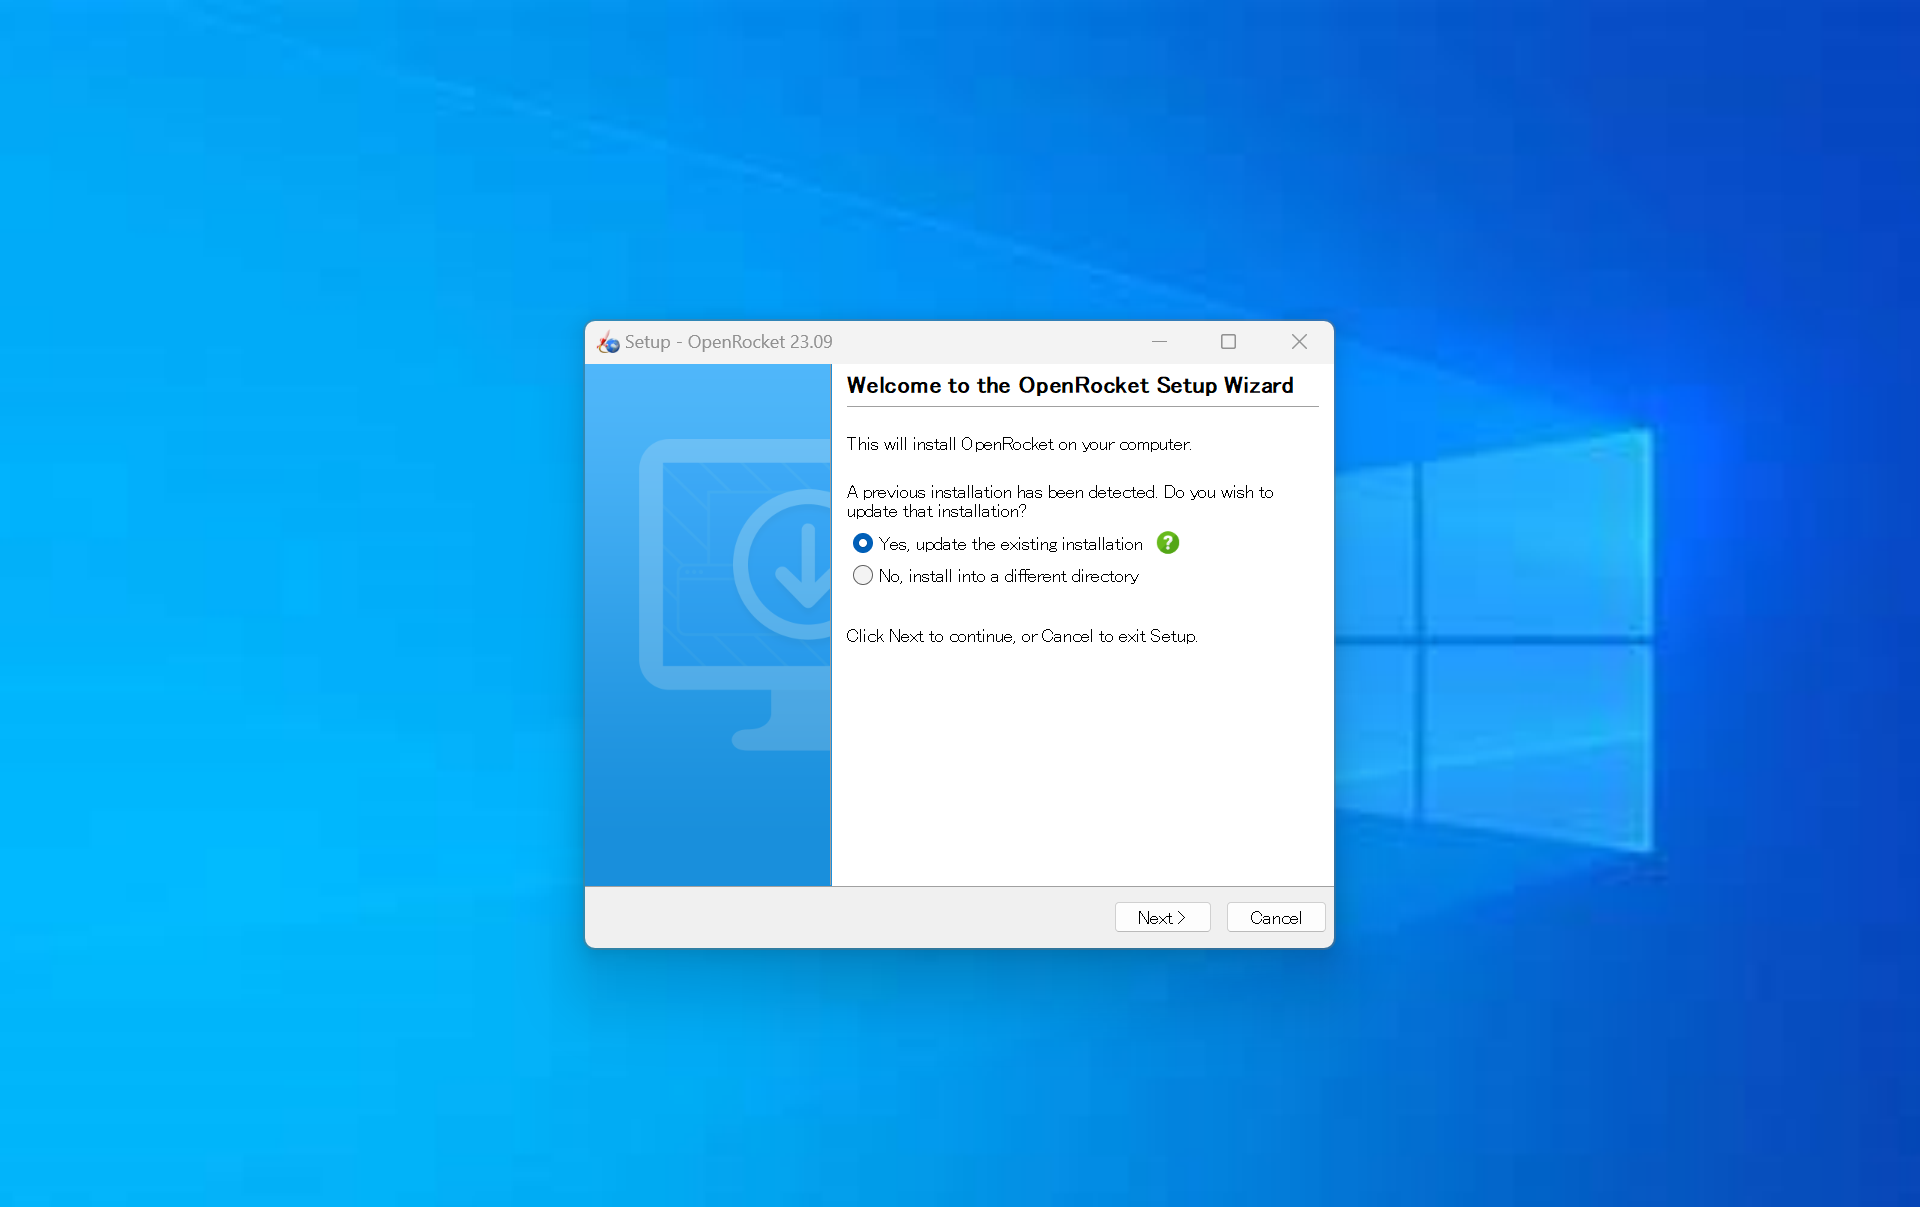 Setup - OpenRocket 23.09
Welcome to the OpenRocket Setup Wizard
This will install OpenRocket on your computer.
A previous installation has been detected. Do you wish to
update that installation?
Yes, update the existing installation ?
No, install into a different directory
Click Next to continue, or Cancel to exit Setup.
Next > Cancel